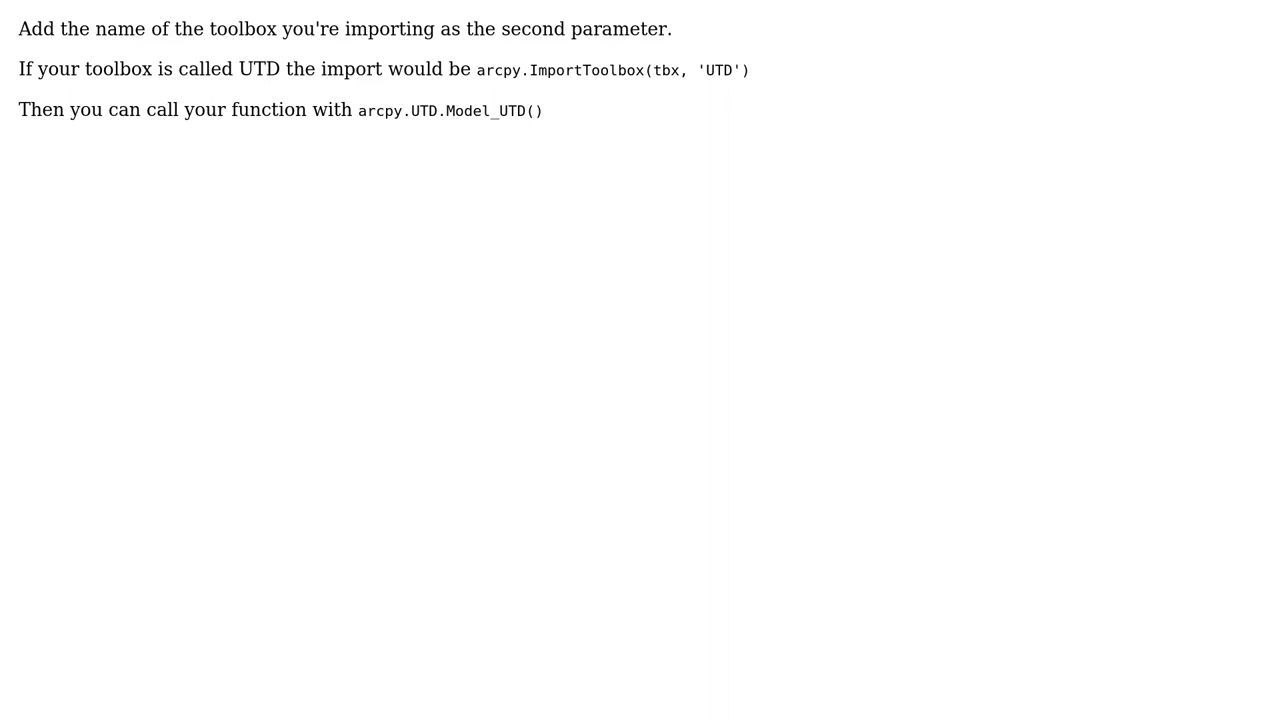 Add the name of the toolbox you're importing as the second parameter.
If your toolbox is called UTD the import would be arcpy.ImportToolbox(tbx, 'UTD')
Then you can call your function with arcpy.UTD.Model_UTD()